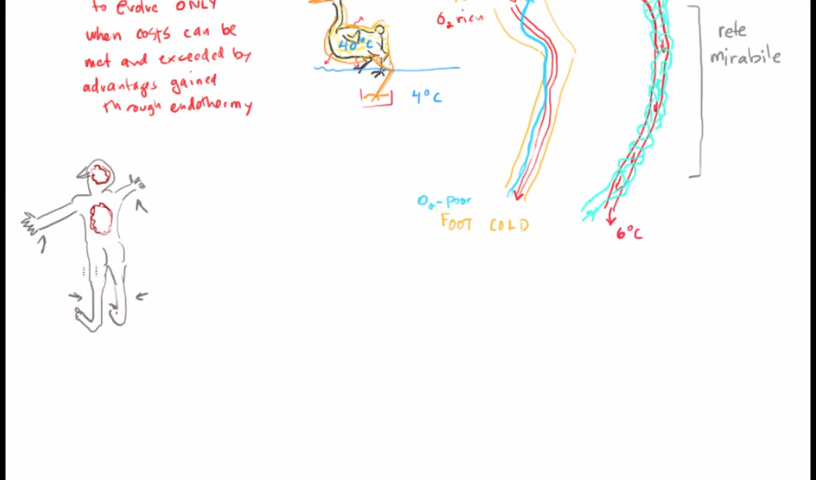 to evolve ONLY
when costs can be
met and exceeded by
advantages gained
through endothermy
40°C
4°C
O₂ rich
O₂-poor
FOOT COLD
rete
mirabile
6°C